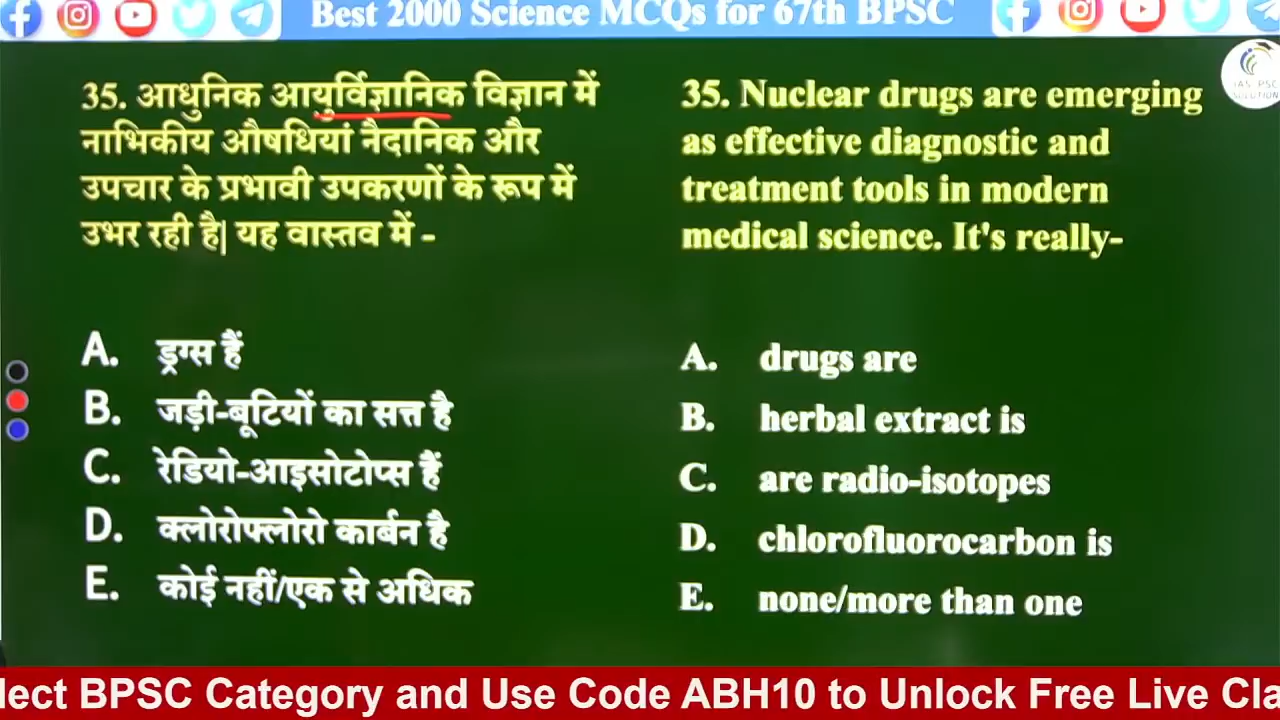 Best 2000 Science MCQs for 67th BPSC
IAS PSC
SOLUTION
35. आधुनिक आयुर्विज्ञानिक विज्ञान में
नाभिकीय औषधियां नैदानिक और
उपचार के प्रभावी उपकरणों के रूप में
उभर रही है| यह वास्तव में -
A. ड्रग्स हैं
B. जड़ी-बूटियों का सत्त है
C. रेडियो-आइसोटोप्स हैं
D. क्लोरोफ्लोरो कार्बन है
E. कोई नहीं/एक से अधिक
35. Nuclear drugs are emerging
as effective diagnostic and
treatment tools in modern
medical science. It's really-
A. drugs are
B. herbal extract is
C. are radio-isotopes
D. chlorofluorocarbon is
E. none/more than one
lect BPSC Category and Use Code ABH10 to Unlock Free Live Cla